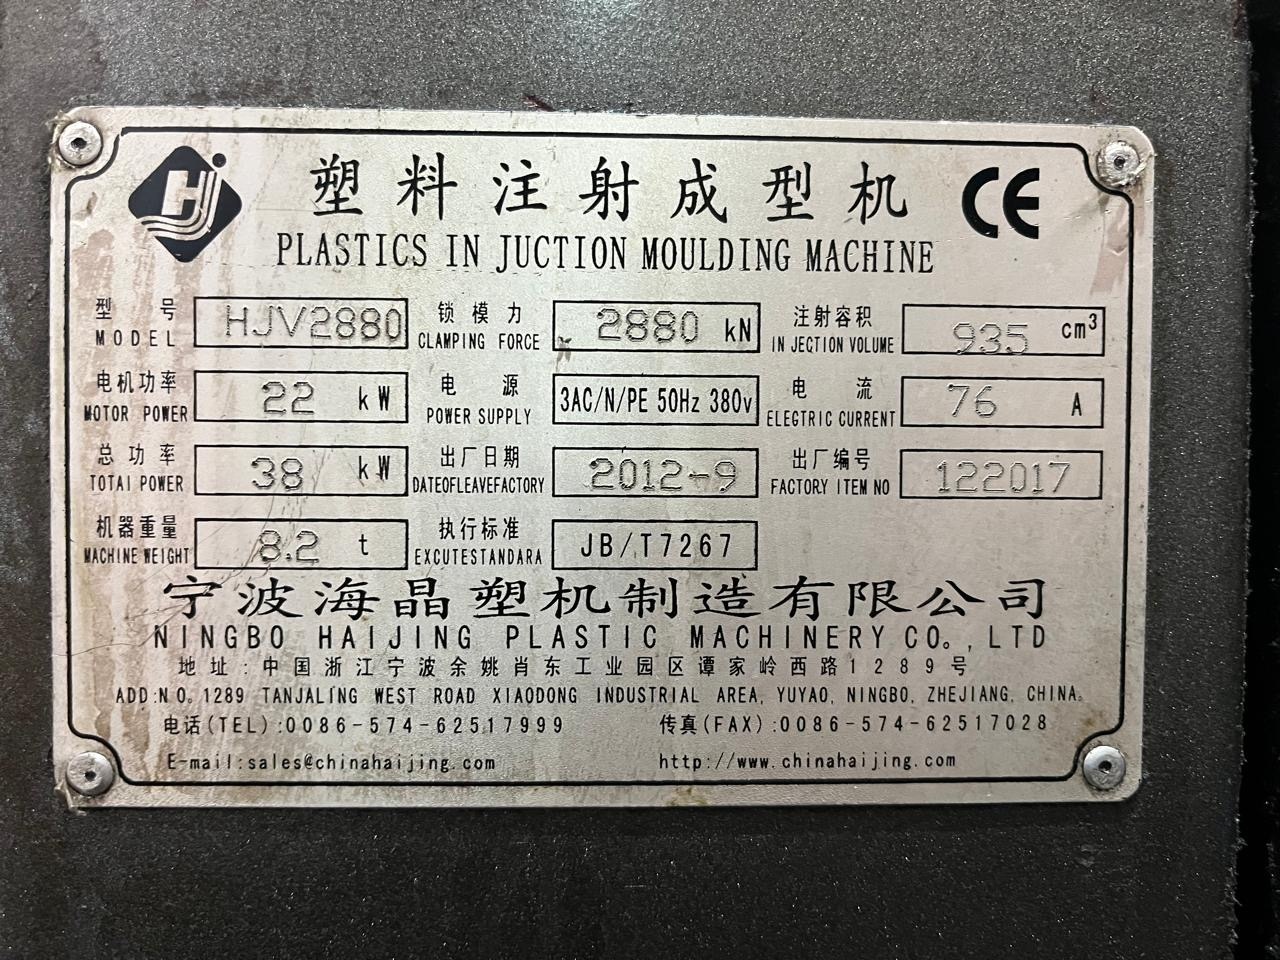 塑料注射成型机 CE
PLASTICS IN JUCTION MOULDING MACHINE
型号 HJV2880 锁模力 2880 kN 注射容积 935 cm³
MODEL CLAMPING FORCE IN JECTION VOLUME
电机功率 22 kW 电源 3AC/N/PE 50Hz 380v 电流 76 A
MOTOR POWER POWER SUPPLY ELEGTRIC CURRENT
总功率 38 kW 出厂日期 2012-9 出厂编号 122017
TOTAI POWER DATEOFLEAVEFACTORY FACTORY ITEM NO
机器重量 8.2 t 执行标准 JB/T7267
MACHINE WEIGHT EXCUTESTANDARA
宁波海晶塑机制造有限公司
NINGBO HAIJING PLASTIC MACHINERY CO。, LTD
地址:中国浙江宁波余姚肖东工业园区谭家岭西路1289号
ADD:NO。1289 TANJALING WEST ROAD XIAODONG INDUSTRIAL AREA, YUYAO, NINGBO, ZHEJIANG, CHINA。
电话(TEL):0086-574-62517999 传真(FAX):0086-574-62517028
E-mail:sales@chinahaijing.com http://www.chinahaijing.com